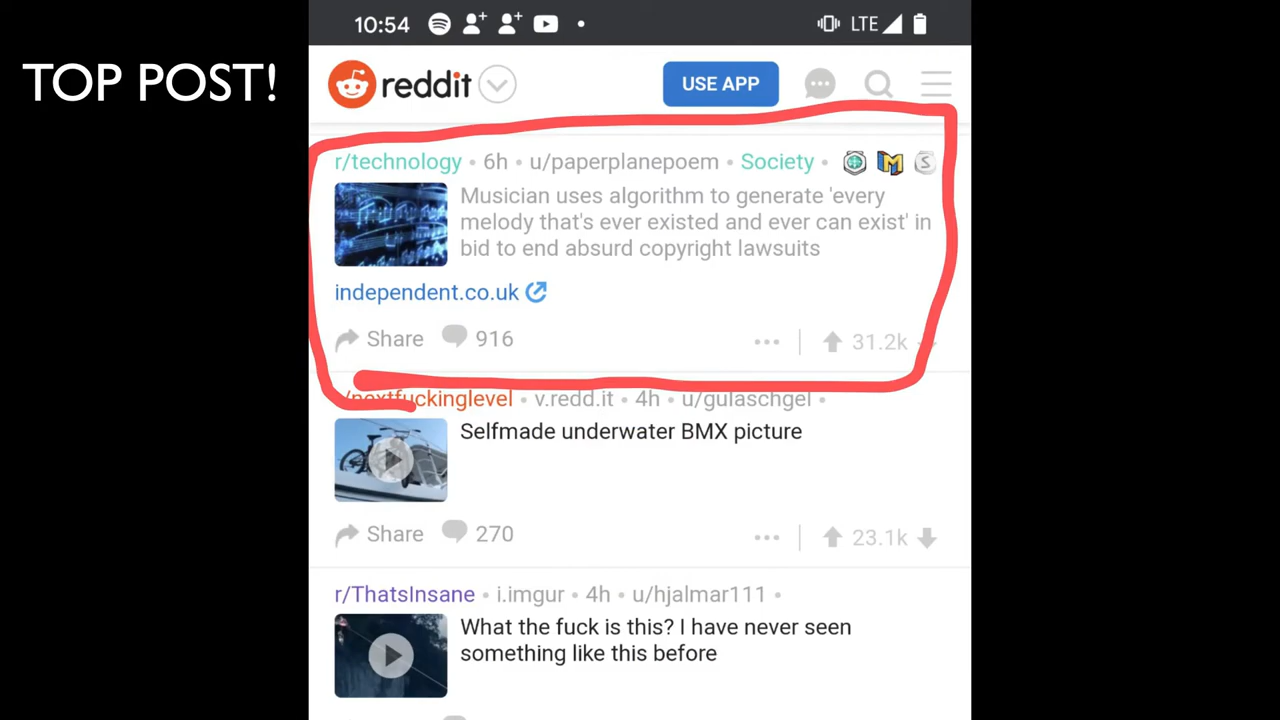 TOP POST!
10:54
LTE
reddit
USE APP
r/technology • 6h • u/paperplanepoem • Society •
Musician uses algorithm to generate 'every
melody that's ever existed and ever can exist' in
bid to end absurd copyright lawsuits
independent.co.uk
Share 916
31.2k
r/nextfuckinglevel • v.redd.it • 4h • u/gulaschgel •
Selfmade underwater BMX picture
Share 270
23.1k
r/ThatsInsane • i.imgur • 4h • u/hjalmar111 •
What the fuck is this? I have never seen
something like this before